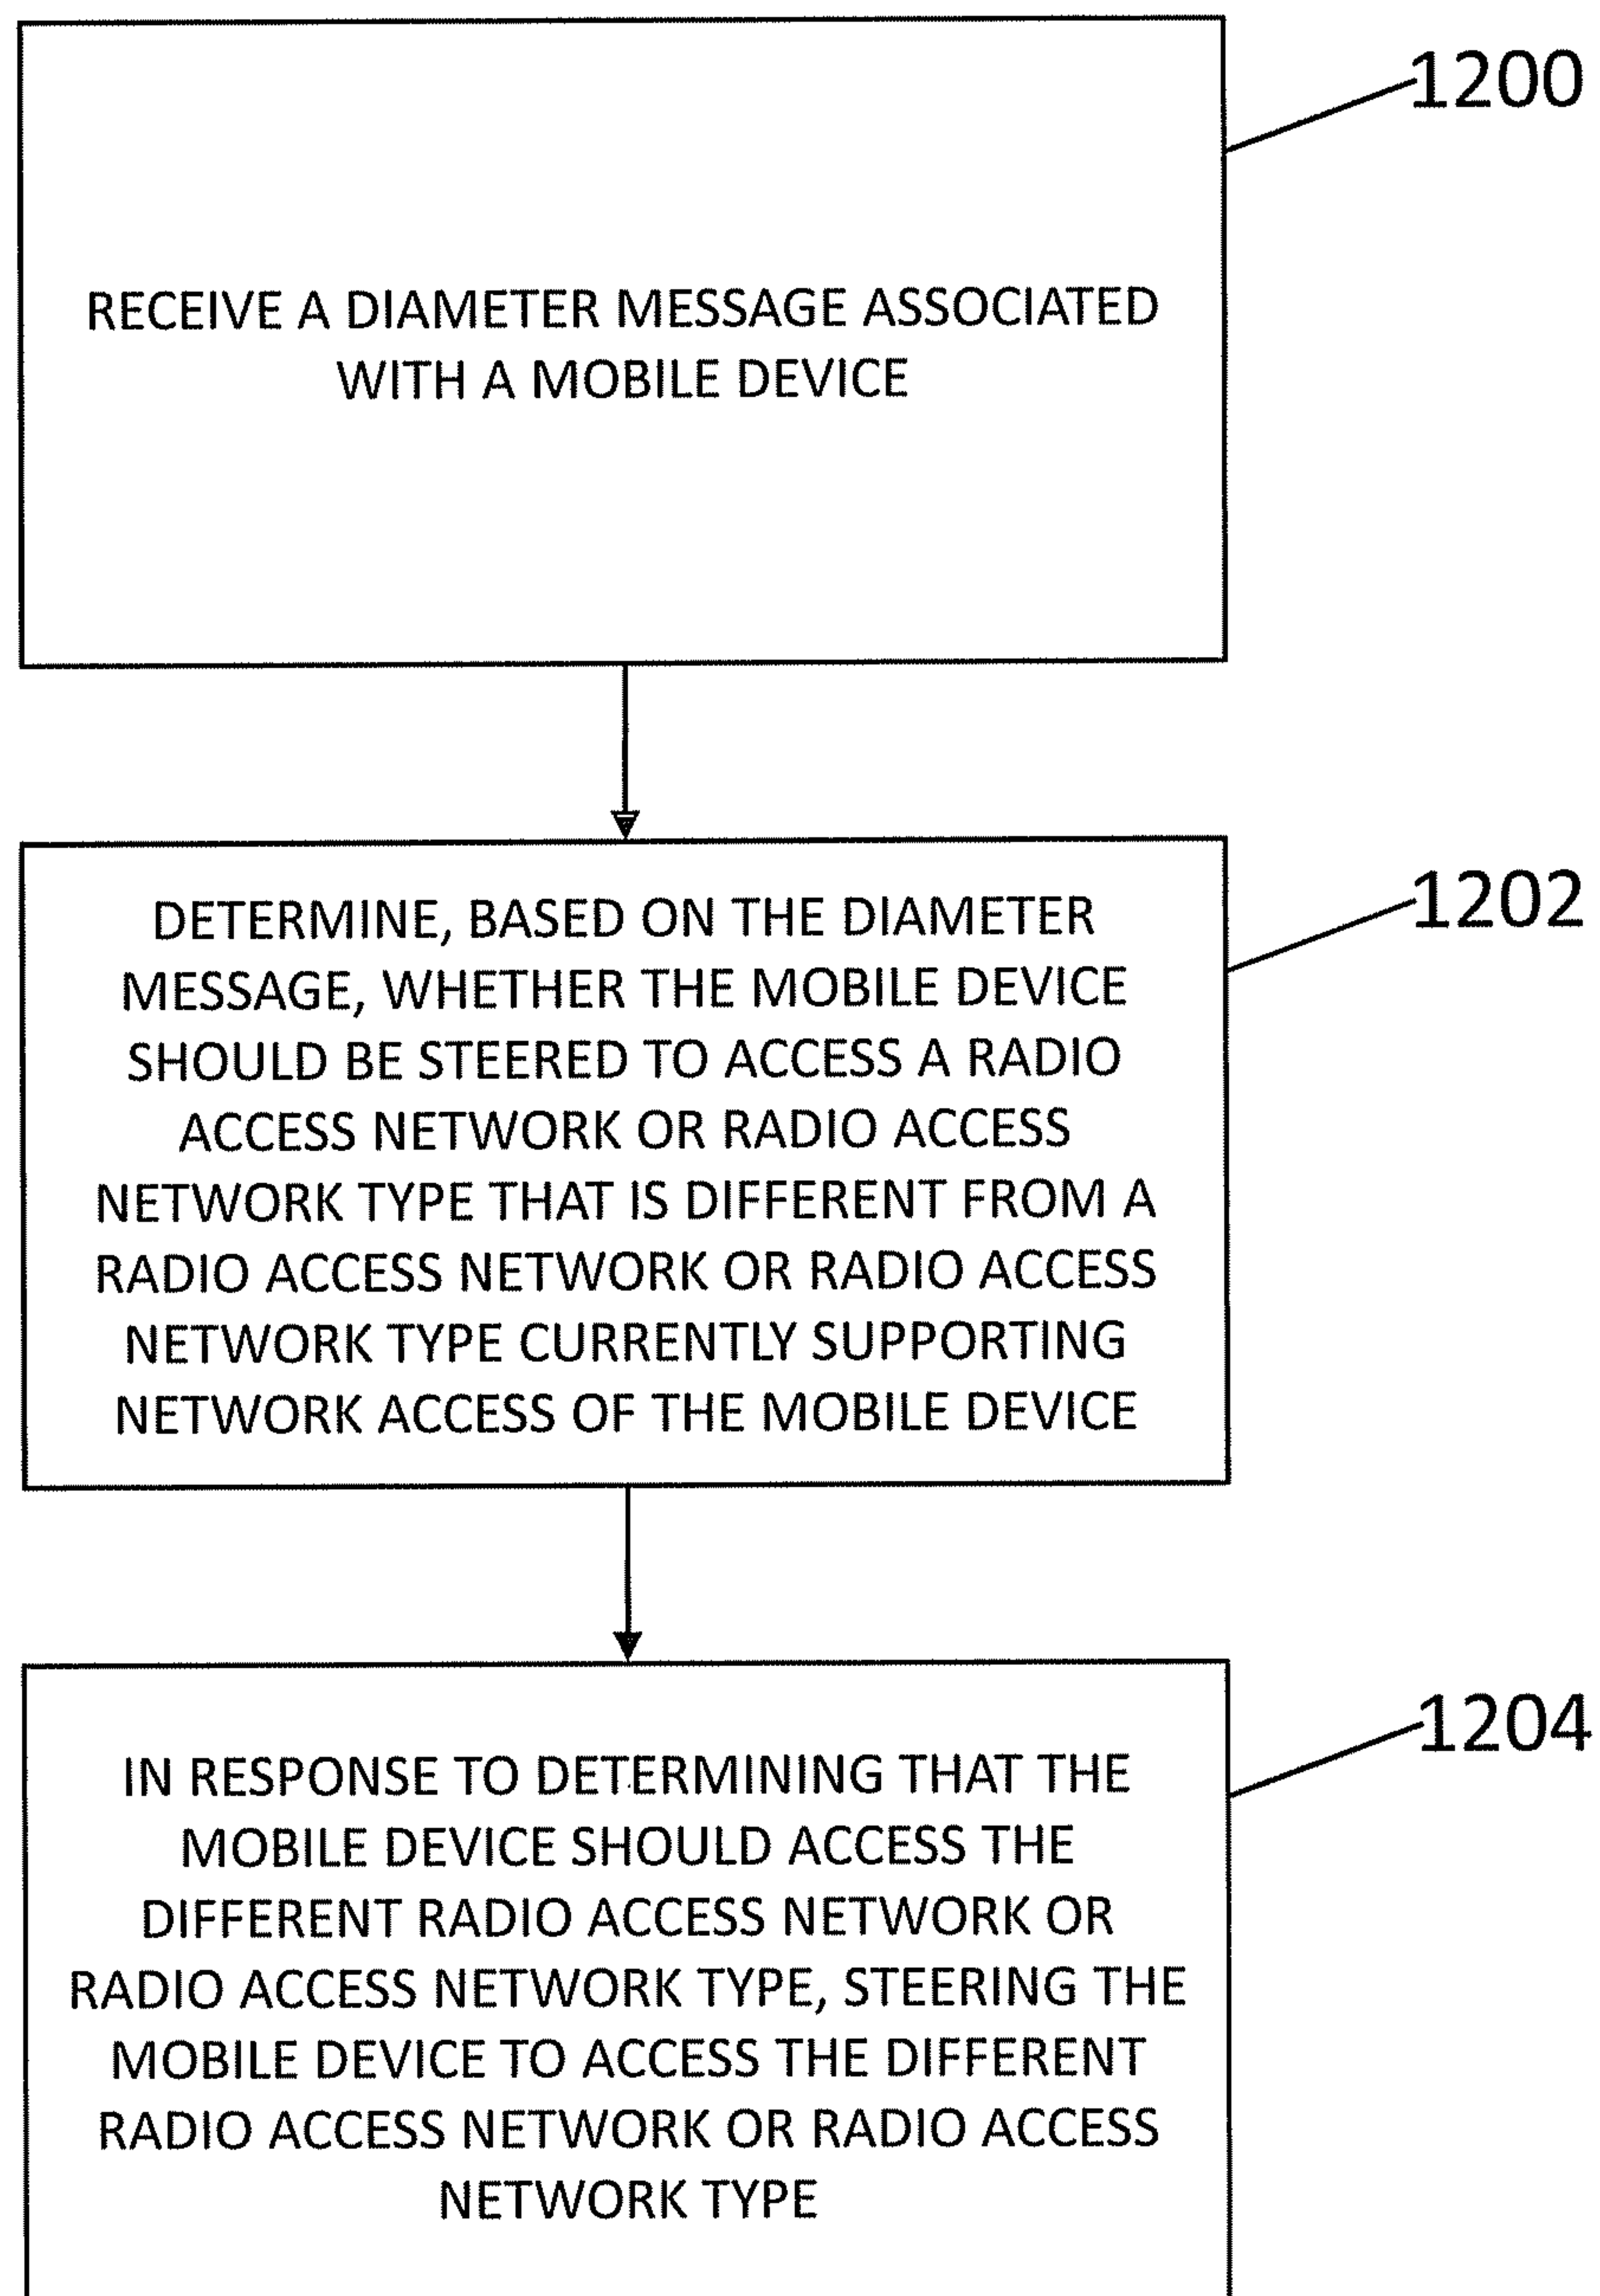 1200
RECEIVE A DIAMETER MESSAGE ASSOCIATED
WITH A MOBILE DEVICE
1202
DETERMINE, BASED ON THE DIAMETER
MESSAGE, WHETHER THE MOBILE DEVICE
SHOULD BE STEERED TO ACCESS A RADIO
ACCESS NETWORK OR RADIO ACCESS
NETWORK TYPE THAT IS DIFFERENT FROM A
RADIO ACCESS NETWORK OR RADIO ACCESS
NETWORK TYPE CURRENTLY SUPPORTING
NETWORK ACCESS OF THE MOBILE DEVICE
1204
IN RESPONSE TO DETERMINING THAT THE
MOBILE DEVICE SHOULD ACCESS THE
DIFFERENT RADIO ACCESS NETWORK OR
RADIO ACCESS NETWORK TYPE, STEERING THE
MOBILE DEVICE TO ACCESS THE DIFFERENT
RADIO ACCESS NETWORK OR RADIO ACCESS
NETWORK TYPE